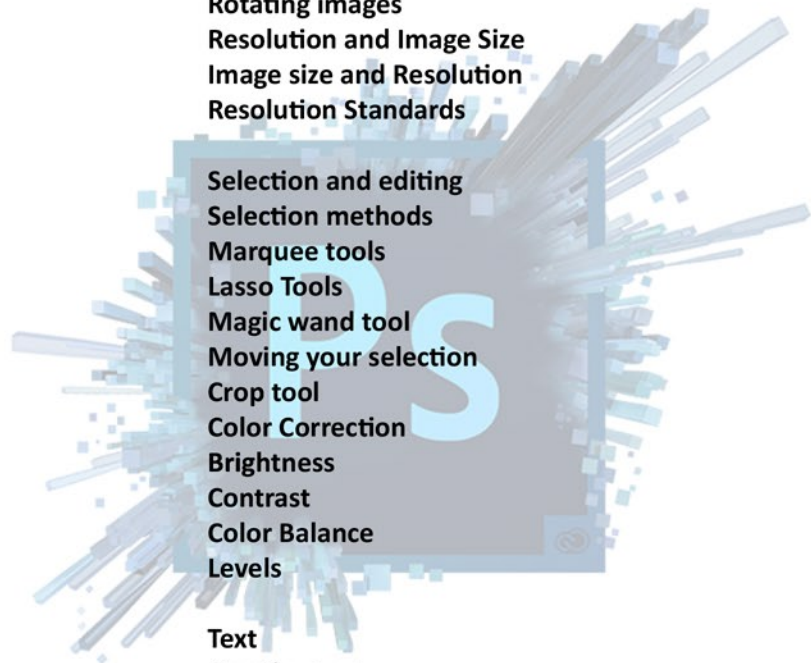 Rotating images
Resolution and Image Size
Image size and Resolution
Resolution Standards
Selection and editing
Selection methods
Marquee tools
Lasso Tools
Magic wand tool
Moving your selection
Crop tool
Color Correction
Brightness
Contrast
Color Balance
Levels
Ps
Text